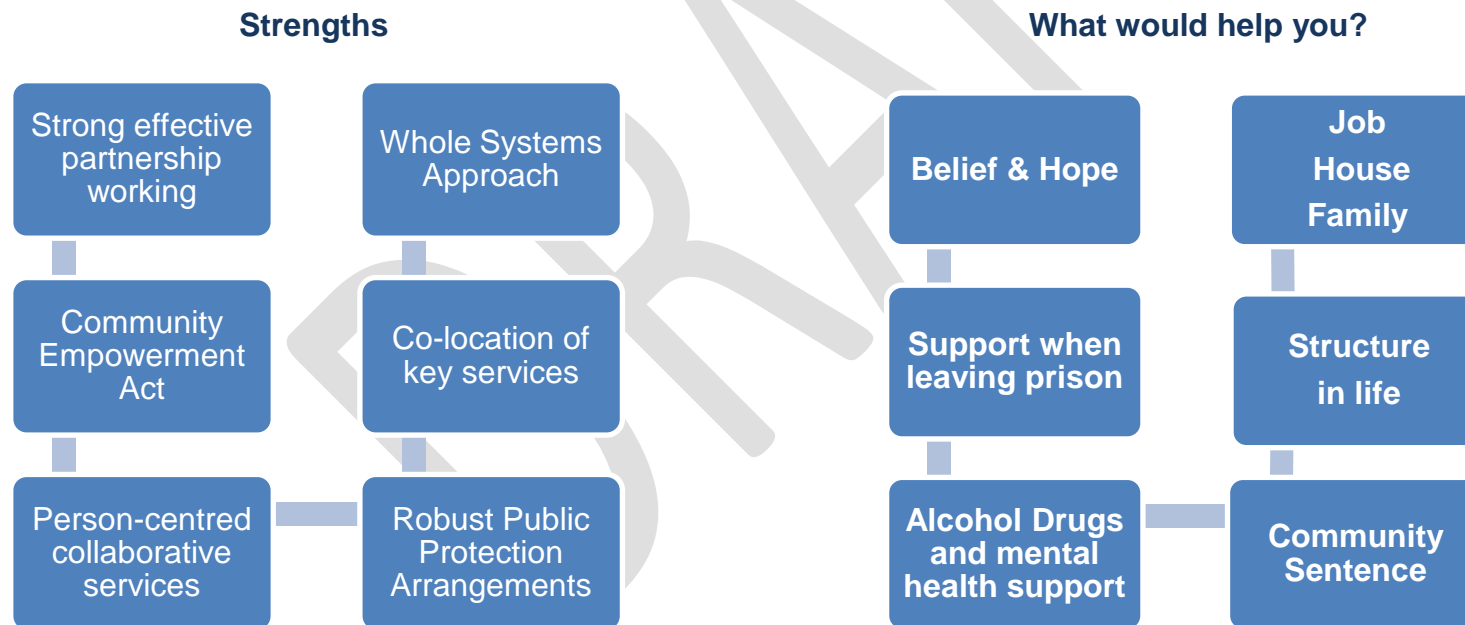 Strengths
Strong effective
partnership
working
Community
Empowerment
Act
Person-centred
collaborative
services
Robust Public
Protection
Arrangements
Co-location of
key services
Whole Systems
Approach
What would help you?
Belief & Hope
Support when
leaving prison
Alcohol Drugs
and mental
health support
Community
Sentence
Structure
in life
Job
House
Family